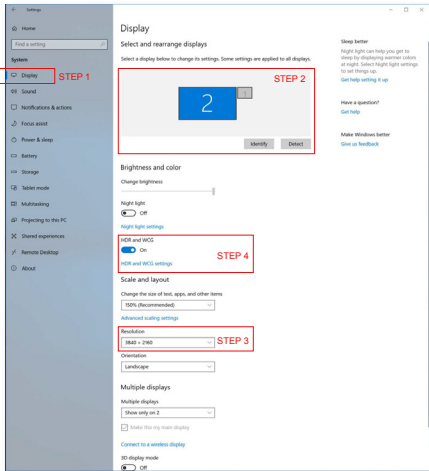 Settings
Home
Find a setting
System
Display
STEP 1
Sound
Notifications & actions
Focus assist
Power & sleep
Battery
Storage
Tablet mode
Multitasking
Projecting to this PC
Shared experiences
Remote Desktop
About
Display
Select and rearrange displays
Select a display below to change its settings. Some settings are applied to all displays.
STEP 2
2
1
Identify
Detect
Brightness and color
Change brightness
Night light
Off
Night light settings
HDR and WCG
On
STEP 4
HDR and WCG settings
Scale and layout
Change the size of text, apps, and other items
150% (Recommended)
Advanced scaling settings
Resolution
3840 × 2160
STEP 3
Orientation
Landscape
Multiple displays
Multiple displays
Show only on 2
Make this my main display
Connect to a wireless display
3D display mode
Off
Sleep better
Night light can help you get to
sleep by displaying warmer colors
at night. Select Night light settings
to set things up.
Get help setting it up
Have a question?
Get help
Make Windows better
Give us feedback